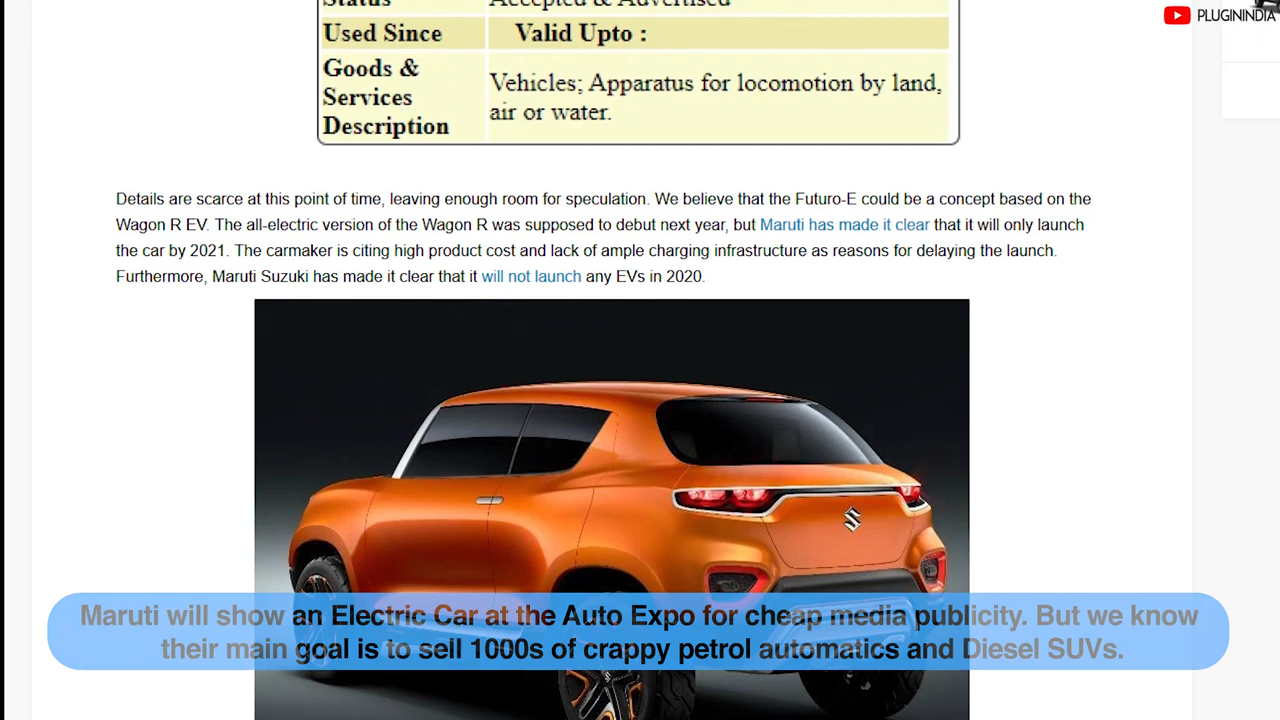 PLUGININDIA
Status Accepted & Advertised
Used Since Valid Upto :
Goods & Services Description Vehicles; Apparatus for locomotion by land, air or water.
Details are scarce at this point of time, leaving enough room for speculation. We believe that the Futuro-E could be a concept based on the
Wagon R EV. The all-electric version of the Wagon R was supposed to debut next year, but Maruti has made it clear that it will only launch
the car by 2021. The carmaker is citing high product cost and lack of ample charging infrastructure as reasons for delaying the launch.
Furthermore, Maruti Suzuki has made it clear that it will not launch any EVs in 2020.
Maruti will show an Electric Car at the Auto Expo for cheap media publicity. But we know
their main goal is to sell 1000s of crappy petrol automatics and Diesel SUVs.